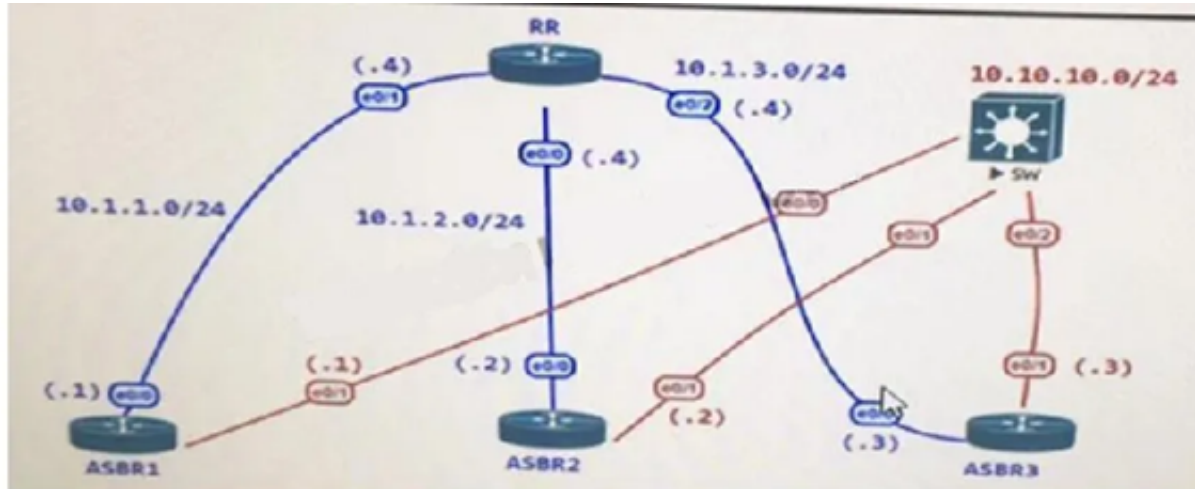 RR
(.4)
e0/1
10.1.3.0/24
e0/2
(.4)
10.10.10.0/24
e0/0
(.4)
SW
10.1.1.0/24
10.1.2.0/24
e0/0
e0/1
e0/2
(.1)
e0/0
(.1)
e0/1
(.2)
e0/0
e0/1
(.2)
(.3)
e0/1
(.3)
ASBR1
ASBR2
ASBR3